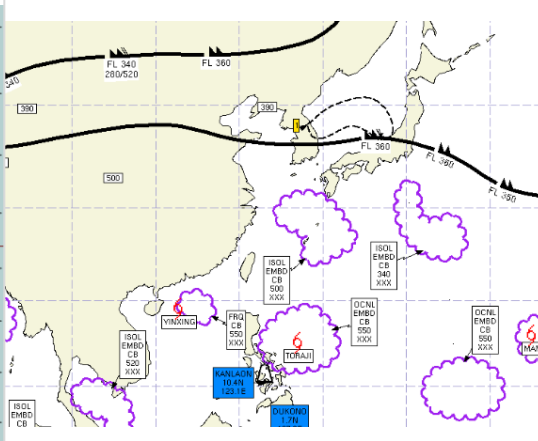 FL 340
280/520
FL 360
340
390
390
FL 360
FL 360
FL 350
500
ISOL
EMBD
CB
500
XXX
ISOL
EMBD
CB
340
XXX
YINXING
FRQ
CB
550
XXX
OCNL
EMBD
CB
550
XXX
TORAJI
OCNL
EMBD
CB
550
XXX
MAN
ISOL
EMBD
CB
520
XXX
KANLAON
10.4N
123.1E
DUKONO
1.7N
ISOL
EMBD
CB